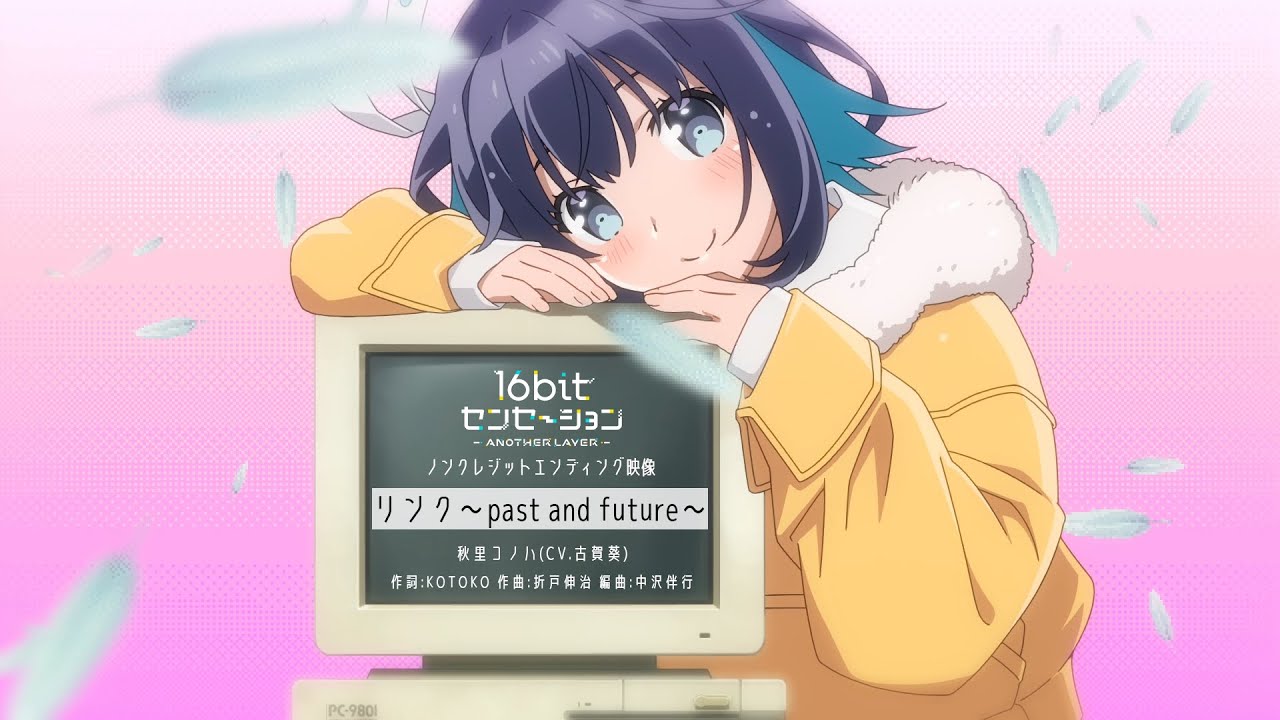 16bit
センセーション
- ANOTHER LAYER -
ノンクレジットエンディング映像
リンク～past and future～
秋里コノハ(CV.古賀葵)
作詞:KOTOKO 作曲:折戸伸治 編曲:中沢伴行
PC-9801